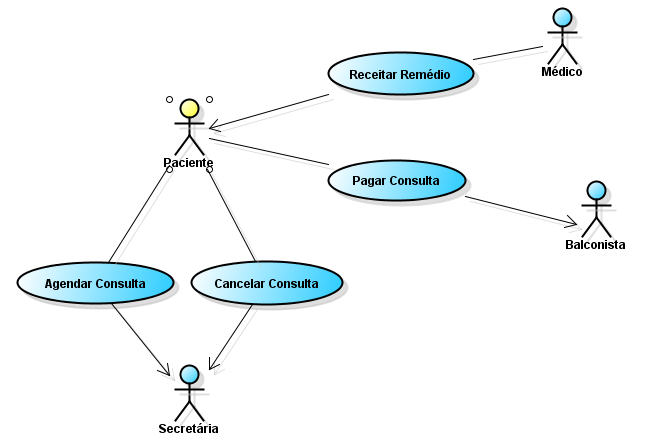 Médico
Receitar Remédio
Paciente
Pagar Consulta
Balconista
Agendar Consulta
Cancelar Consulta
Secretária